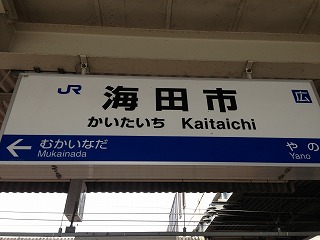 JR 海田市 広
かいたいち Kaitaichi
← むかいなだ やの
Mukainada Yano